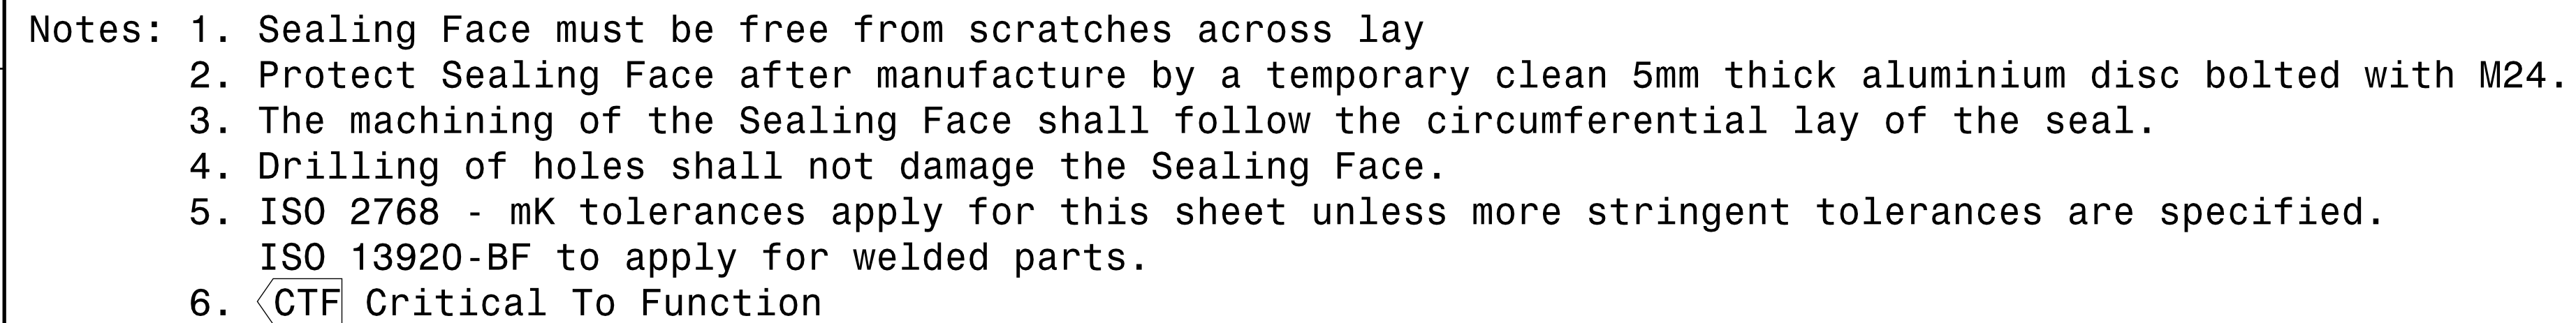 Notes: 1. Sealing Face must be free from scratches across lay
2. Protect Sealing Face after manufacture by a temporary clean 5mm thick aluminium disc bolted with M24.
3. The machining of the Sealing Face shall follow the circumferential lay of the seal.
4. Drilling of holes shall not damage the Sealing Face.
5. ISO 2768 - mK tolerances apply for this sheet unless more stringent tolerances are specified.
ISO 13920-BF to apply for welded parts.
6. CTF Critical To Function